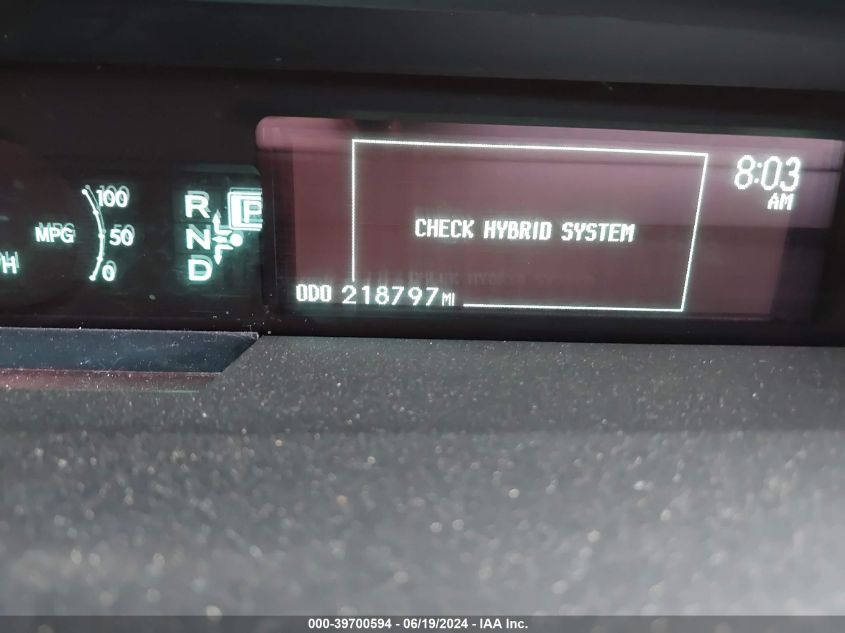 100
MPG 50
0
H
R
P
N
D
8:03
AM
CHECK HYBRID SYSTEM
ODO 218797 MI
000-39700594 - 06/19/2024 - IAA Inc.